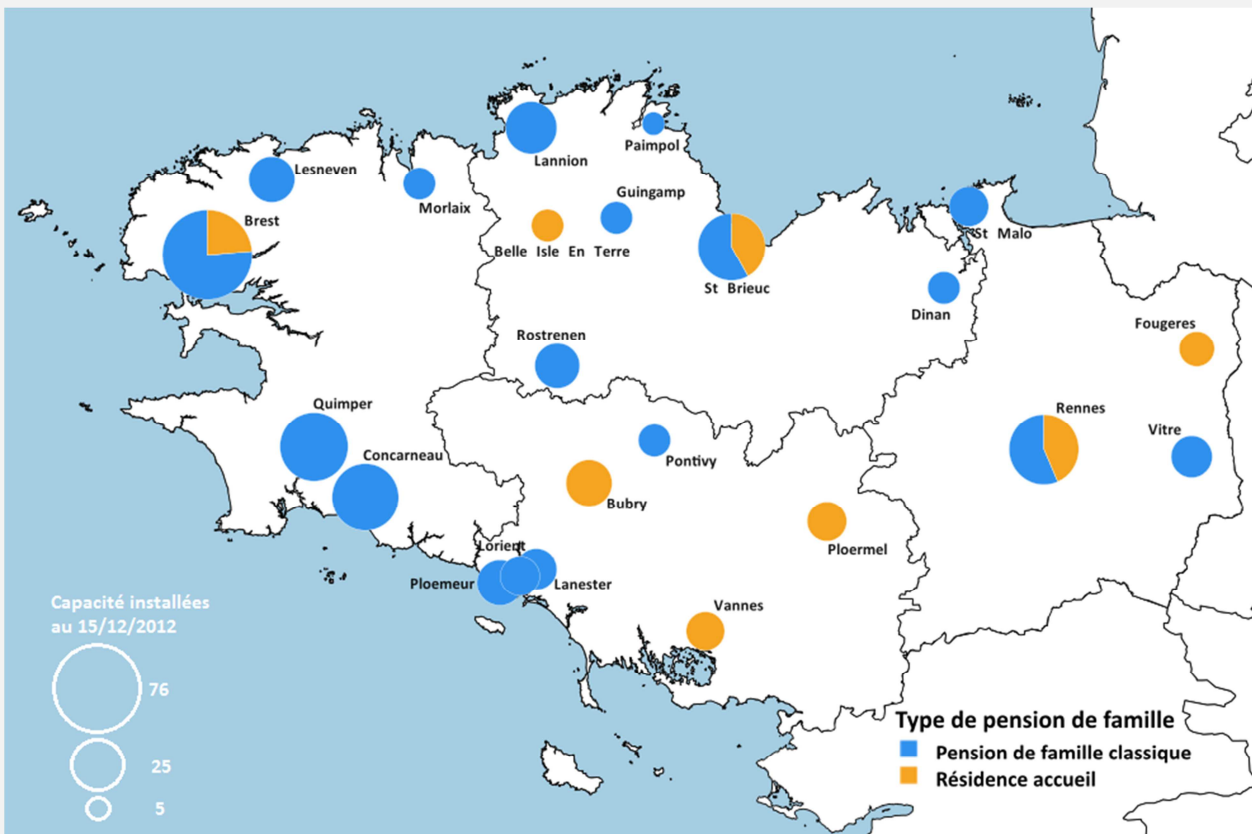 Paimpol
Lannion
Lesneven
Guingamp
Morlaix
Brest
St Malo
Belle Isle En Terre
St Brieuc
Dinan
Fougeres
Rostrenen
Quimper
Rennes
Vitre
Concarneau
Pontivy
Bubry
Lorient
Ploermel
Ploemeur
Lanester
Vannes
Capacité installées
au 15/12/2012
76
25
5
Type de pension de famille
Pension de famille classique
Résidence accueil